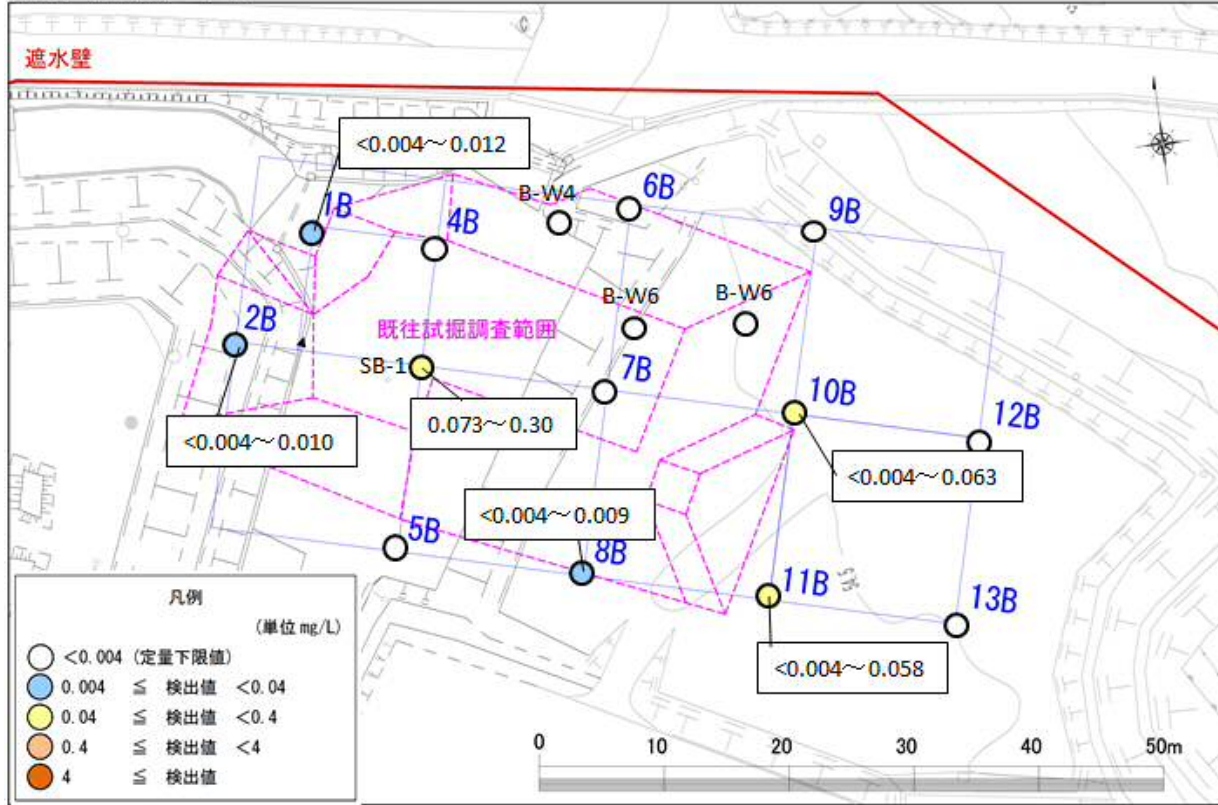 遮水壁
<0.004～0.012
1B
4B
B-W4
6B
9B
2B
既往試掘調査範囲
B-W6
B-W6
SB-1
7B
10B
12B
<0.004～0.010
0.073～0.30
<0.004～0.063
<0.004～0.009
5B
8B
11B
13B
54.5
<0.004～0.058
凡例
(単位 mg/L)
<0.004 (定量下限値)
0.004 ≦ 検出値 <0.04
0.04 ≦ 検出値 <0.4
0.4 ≦ 検出値 <4
4 ≦ 検出値
0 10 20 30 40 50m